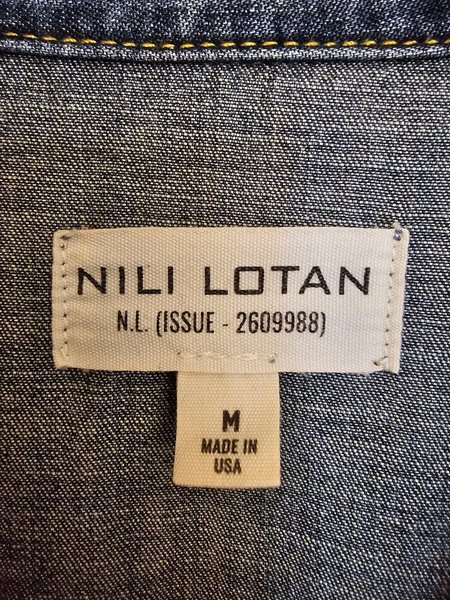 NILI LOTAN
N.L. (ISSUE - 2609988)
M
MADE IN
USA